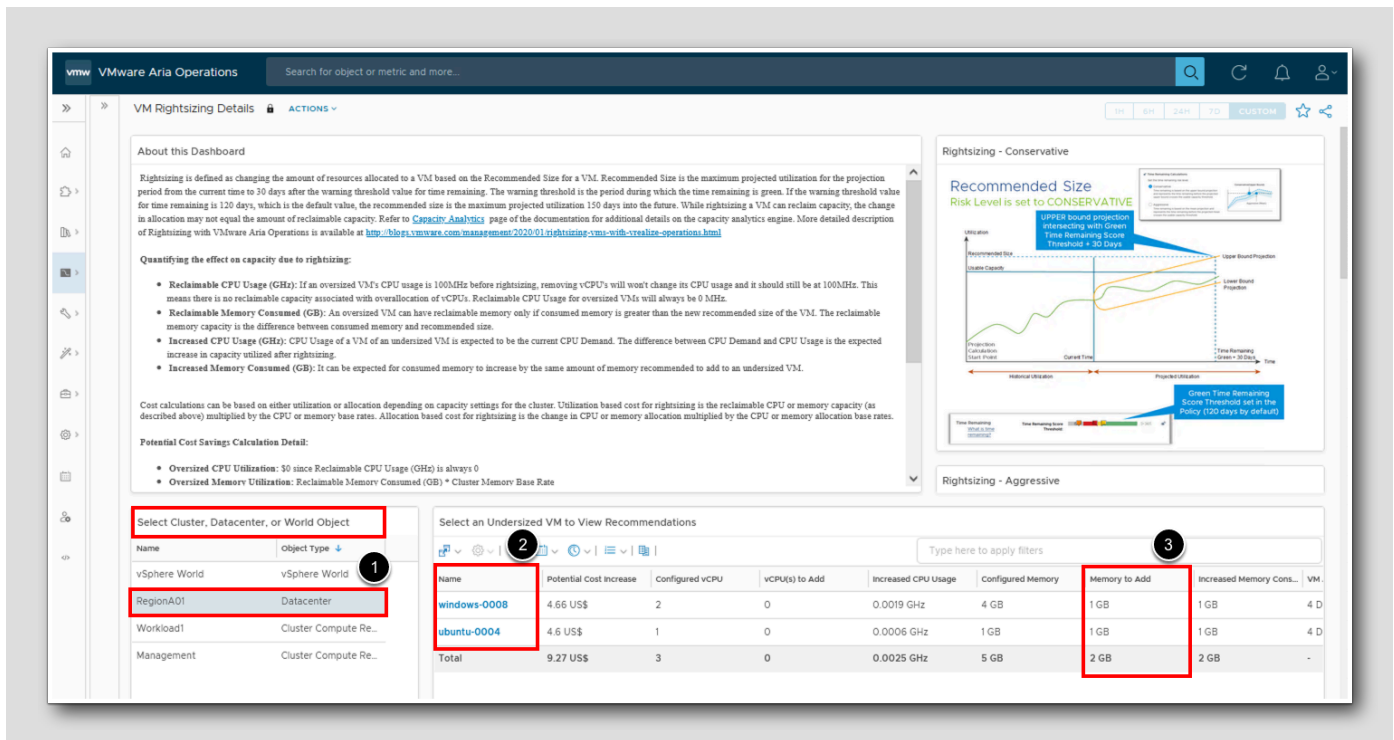 vmw VMware Aria Operations
Search for object or metric and more...
VM Rightsizing Details ACTIONS
1H 6H 24H 7D CUSTOM
About this Dashboard
Rightsizing is defined as changing the amount of resources allocated to a VM based on the Recommended Size for a VM. Recommended Size is the maximum projected utilization for the projection
period from the current time to 30 days after the warning threshold value for time remaining. The warning threshold is the period during which the time remaining is green. If the warning threshold value
for time remaining is 120 days, which is the default value, the recommended size is the maximum projected utilization 150 days into the future. While rightsizing a VM can reclaim capacity, the change
in allocation may not equal the amount of reclaimable capacity. Refer to Capacity Analytics page of the documentation for additional details on the capacity analytics engine. More detailed description
of Rightsizing with VMware Aria Operations is available at http://blogs.vmware.com/management/2020/01/rightsizing-vms-with-vrealize-operations.html
Quantifying the effect on capacity due to rightsizing:
• Reclaimable CPU Usage (GHz): If an oversized VM's CPU usage is 100MHz before rightsizing, removing vCPU's will won't change its CPU usage and it should still be at 100MHz. This
means there is no reclaimable capacity associated with overallocation of vCPUs. Reclaimable CPU Usage for oversized VMs will always be 0 MHz.
• Reclaimable Memory Consumed (GB): An oversized VM can have reclaimable memory only if consumed memory is greater than the new recommended size of the VM. The reclaimable
memory capacity is the difference between consumed memory and recommended size.
• Increased CPU Usage (GHz): CPU Usage of a VM of an undersized VM is expected to be the current CPU Demand. The difference between CPU Demand and CPU Usage is the expected
increase in capacity utilized after rightsizing.
• Increased Memory Consumed (GB): It can be expected for consumed memory to increase by the same amount of memory recommended to add to an undersized VM.
Cost calculations can be based on either utilization or allocation depending on capacity settings for the cluster. Utilization based cost for rightsizing is the reclaimable CPU or memory capacity (as
described above) multiplied by the CPU or memory base rates. Allocation based cost for rightsizing is the change in CPU or memory allocation multiplied by the CPU or memory allocation base rates.
Potential Cost Savings Calculation Detail:
• Oversized CPU Utilization: $0 since Reclaimable CPU Usage (GHz) is always 0
• Oversized Memory Utilization: Reclaimable Memory Consumed (GB) * Cluster Memory Base Rate
Rightsizing - Conservative
Recommended Size
Risk Level is set to CONSERVATIVE
UPPER bound projection
intersecting with Green
Time Remaining Score
Threshold + 30 Days
Utilization
Recommended Size
Usable Capacity
Upper Bound Projection
Lower Bound
Projection
Projection
Calculation
Start Point
Current Time
Time Remaining
Green + 30 Days
Time
Historical Utilization
Projected Utilization
Green Time Remaining
Score Threshold set in the
Policy (120 days by default)
Time Remaining
What is time
remaining?
Time Remaining Score
Threshold
Rightsizing - Aggressive
Select Cluster, Datacenter, or World Object
Name Object Type
vSphere World vSphere World
1
RegionA01 Datacenter
Workload1 Cluster Compute Re...
Management Cluster Compute Re...
Select an Undersized VM to View Recommendations
2
Type here to apply filters
3
Name Potential Cost Increase Configured vCPU vCPU(s) to Add Increased CPU Usage Configured Memory Memory to Add Increased Memory Cons... VM
windows-0008 4.66 US$ 2 0 0.0019 GHz 4 GB 1 GB 1 GB 4 D
ubuntu-0004 4.6 US$ 1 0 0.0006 GHz 1 GB 1 GB 1 GB 4 D
Total 9.27 US$ 3 0 0.0025 GHz 5 GB 2 GB 2 GB -